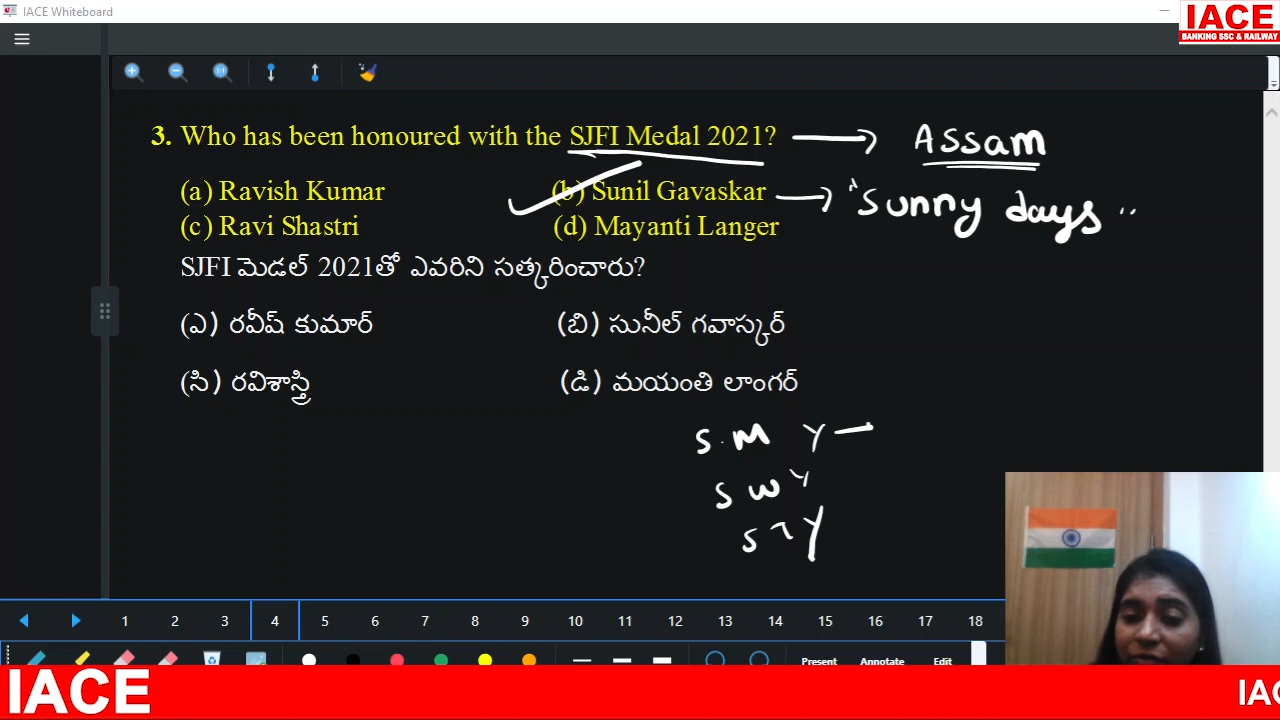 IACE Whiteboard
IACE
BANKING SSC & RAILWAY
3. Who has been honoured with the SJFI Medal 2021? Assam
(a) Ravish Kumar (b) Sunil Gavaskar "Sunny days"
(c) Ravi Shastri (d) Mayanti Langer
SJFI మెడల్ 2021తో ఎవరిని సత్కరించారు?
(ఎ) రవీష్ కుమార్ (బి) సునీల్ గవాస్కర్
(సి) రవిశాస్త్రి (డి) మయంతి లాంగర్
S.M Y
S W Y
1 2 3 4 5 6 7 8 9 10 11 12 13 14 15 16 17 18
Present Annotate Edit
IACE